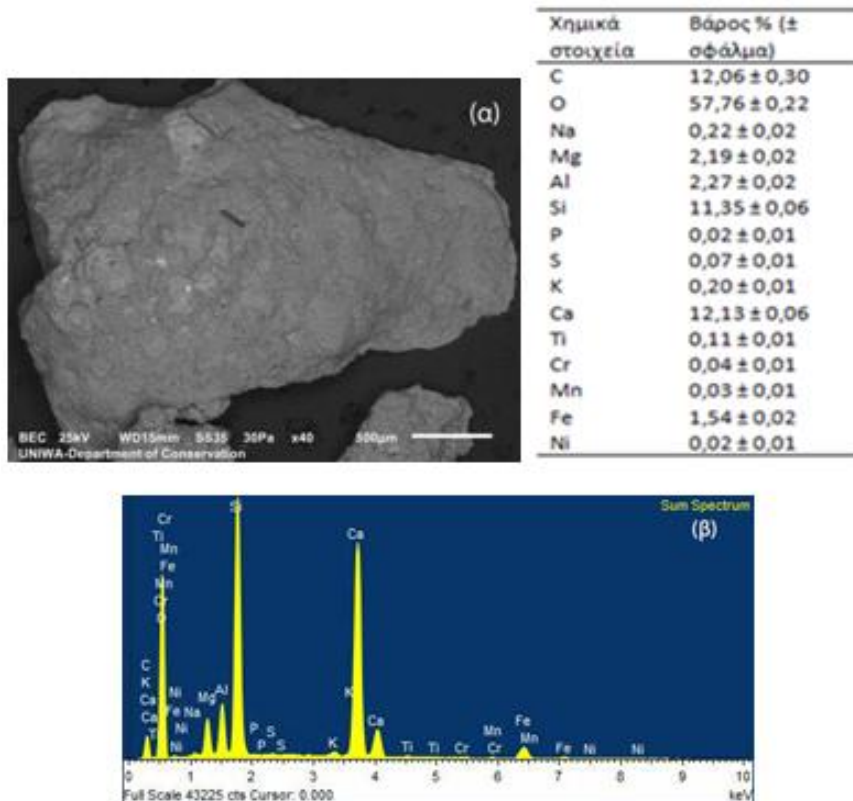 Χημικά στοιχεία Βάρος % (± σφάλμα)
C 12,06 ± 0,30
O 57,76 ± 0,22
Na 0,22 ± 0,02
Mg 2,19 ± 0,02
Al 2,27 ± 0,02
Si 11,35 ± 0,06
P 0,02 ± 0,01
S 0,07 ± 0,01
K 0,20 ± 0,01
Ca 12,13 ± 0,06
Ti 0,11 ± 0,01
Cr 0,04 ± 0,01
Mn 0,03 ± 0,01
Fe 1,54 ± 0,02
Ni 0,02 ± 0,01
(α)
BEC 25kV WD15mm SS35 30Pa x40 500μm
UNIWA-Department of Conservation
Sum Spectrum
(β)
Cr
Ti
Mn
Fe
Mn
Cr
O
C
K
Ca
Ca
Ni
Fe
Ni
Ni
Na
Mg
Al
Si
P
P
S
S
K
K
Ca
Ca
Ti
Ti
Cr
Mn
Cr
Fe
Mn
Fe
Ni
Ni
0 1 2 3 4 5 6 7 8 9 10
Full Scale 43225 cts Cursor: 0.000 keV